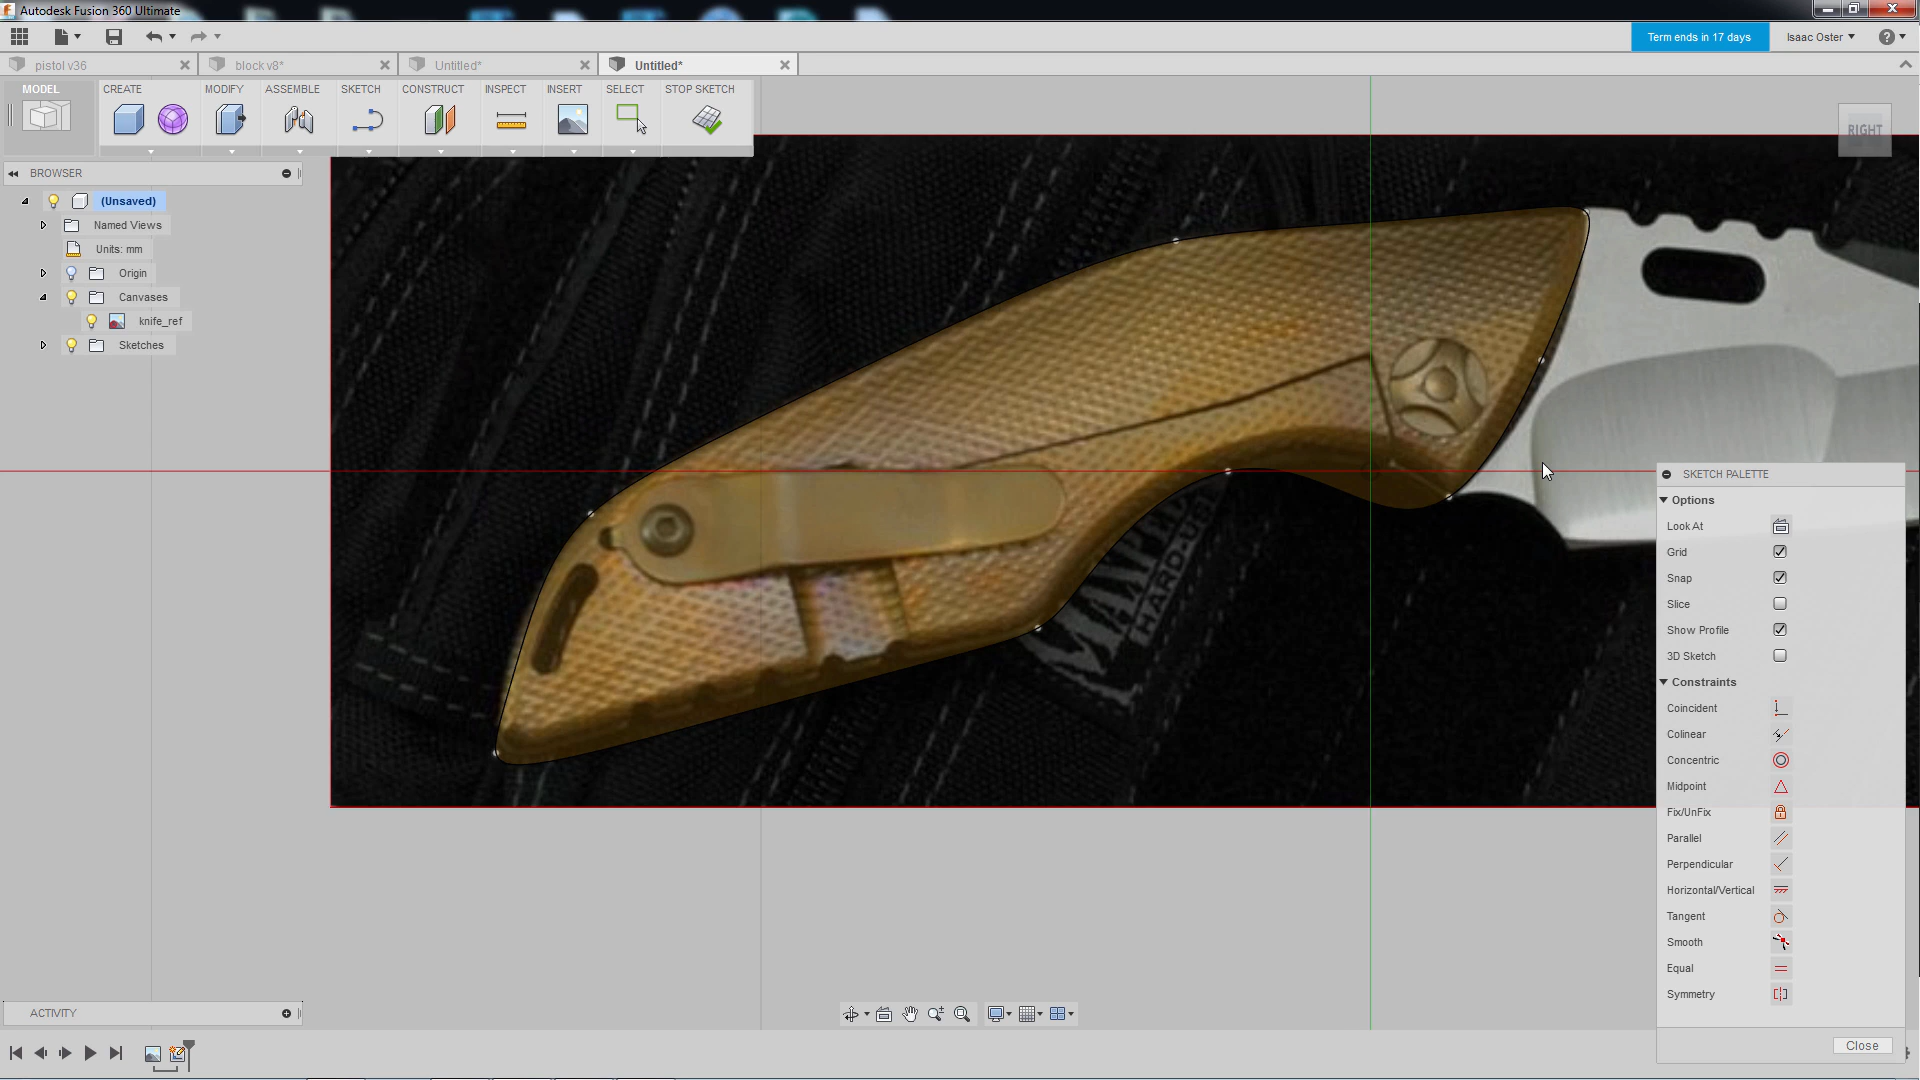 Autodesk Fusion 360 Ultimate
Term ends in 17 days
Isaac Oster
pistol v36
block v8*
Untitled*
Untitled*
MODEL
CREATE
MODIFY
ASSEMBLE
SKETCH
CONSTRUCT
INSPECT
INSERT
SELECT
STOP SKETCH
RIGHT
BROWSER
(Unsaved)
Named Views
Units: mm
Origin
Canvases
knife_ref
Sketches
HARD-U
SKETCH PALETTE
Options
Look At
Grid
Snap
Slice
Show Profile
3D Sketch
Constraints
Coincident
Colinear
Concentric
Midpoint
Fix/UnFix
Parallel
Perpendicular
Horizontal/Vertical
Tangent
Smooth
Equal
Symmetry
Close
ACTIVITY